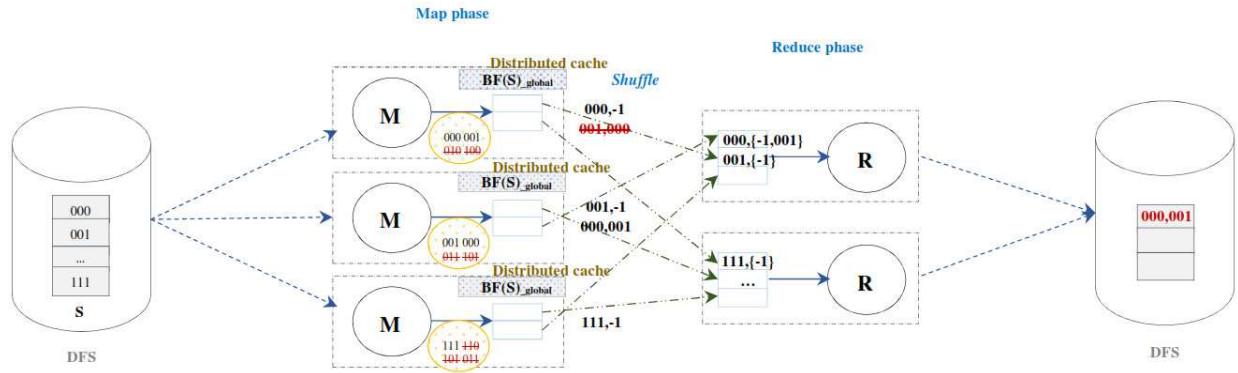 Map phase
Reduce phase
Distributed cache
BF(S)_global
Shuffle
M
000 001
010 100
000,-1
001,000
000,{-1,001}
001,{-1}
R
Distributed cache
BF(S)_global
M
001 000
011 101
001,-1
000,001
000
001
...
111
S
DFS
111,{-1}
...
R
000,001
DFS
Distributed cache
BF(S)_global
M
111 110
101 011
111,-1